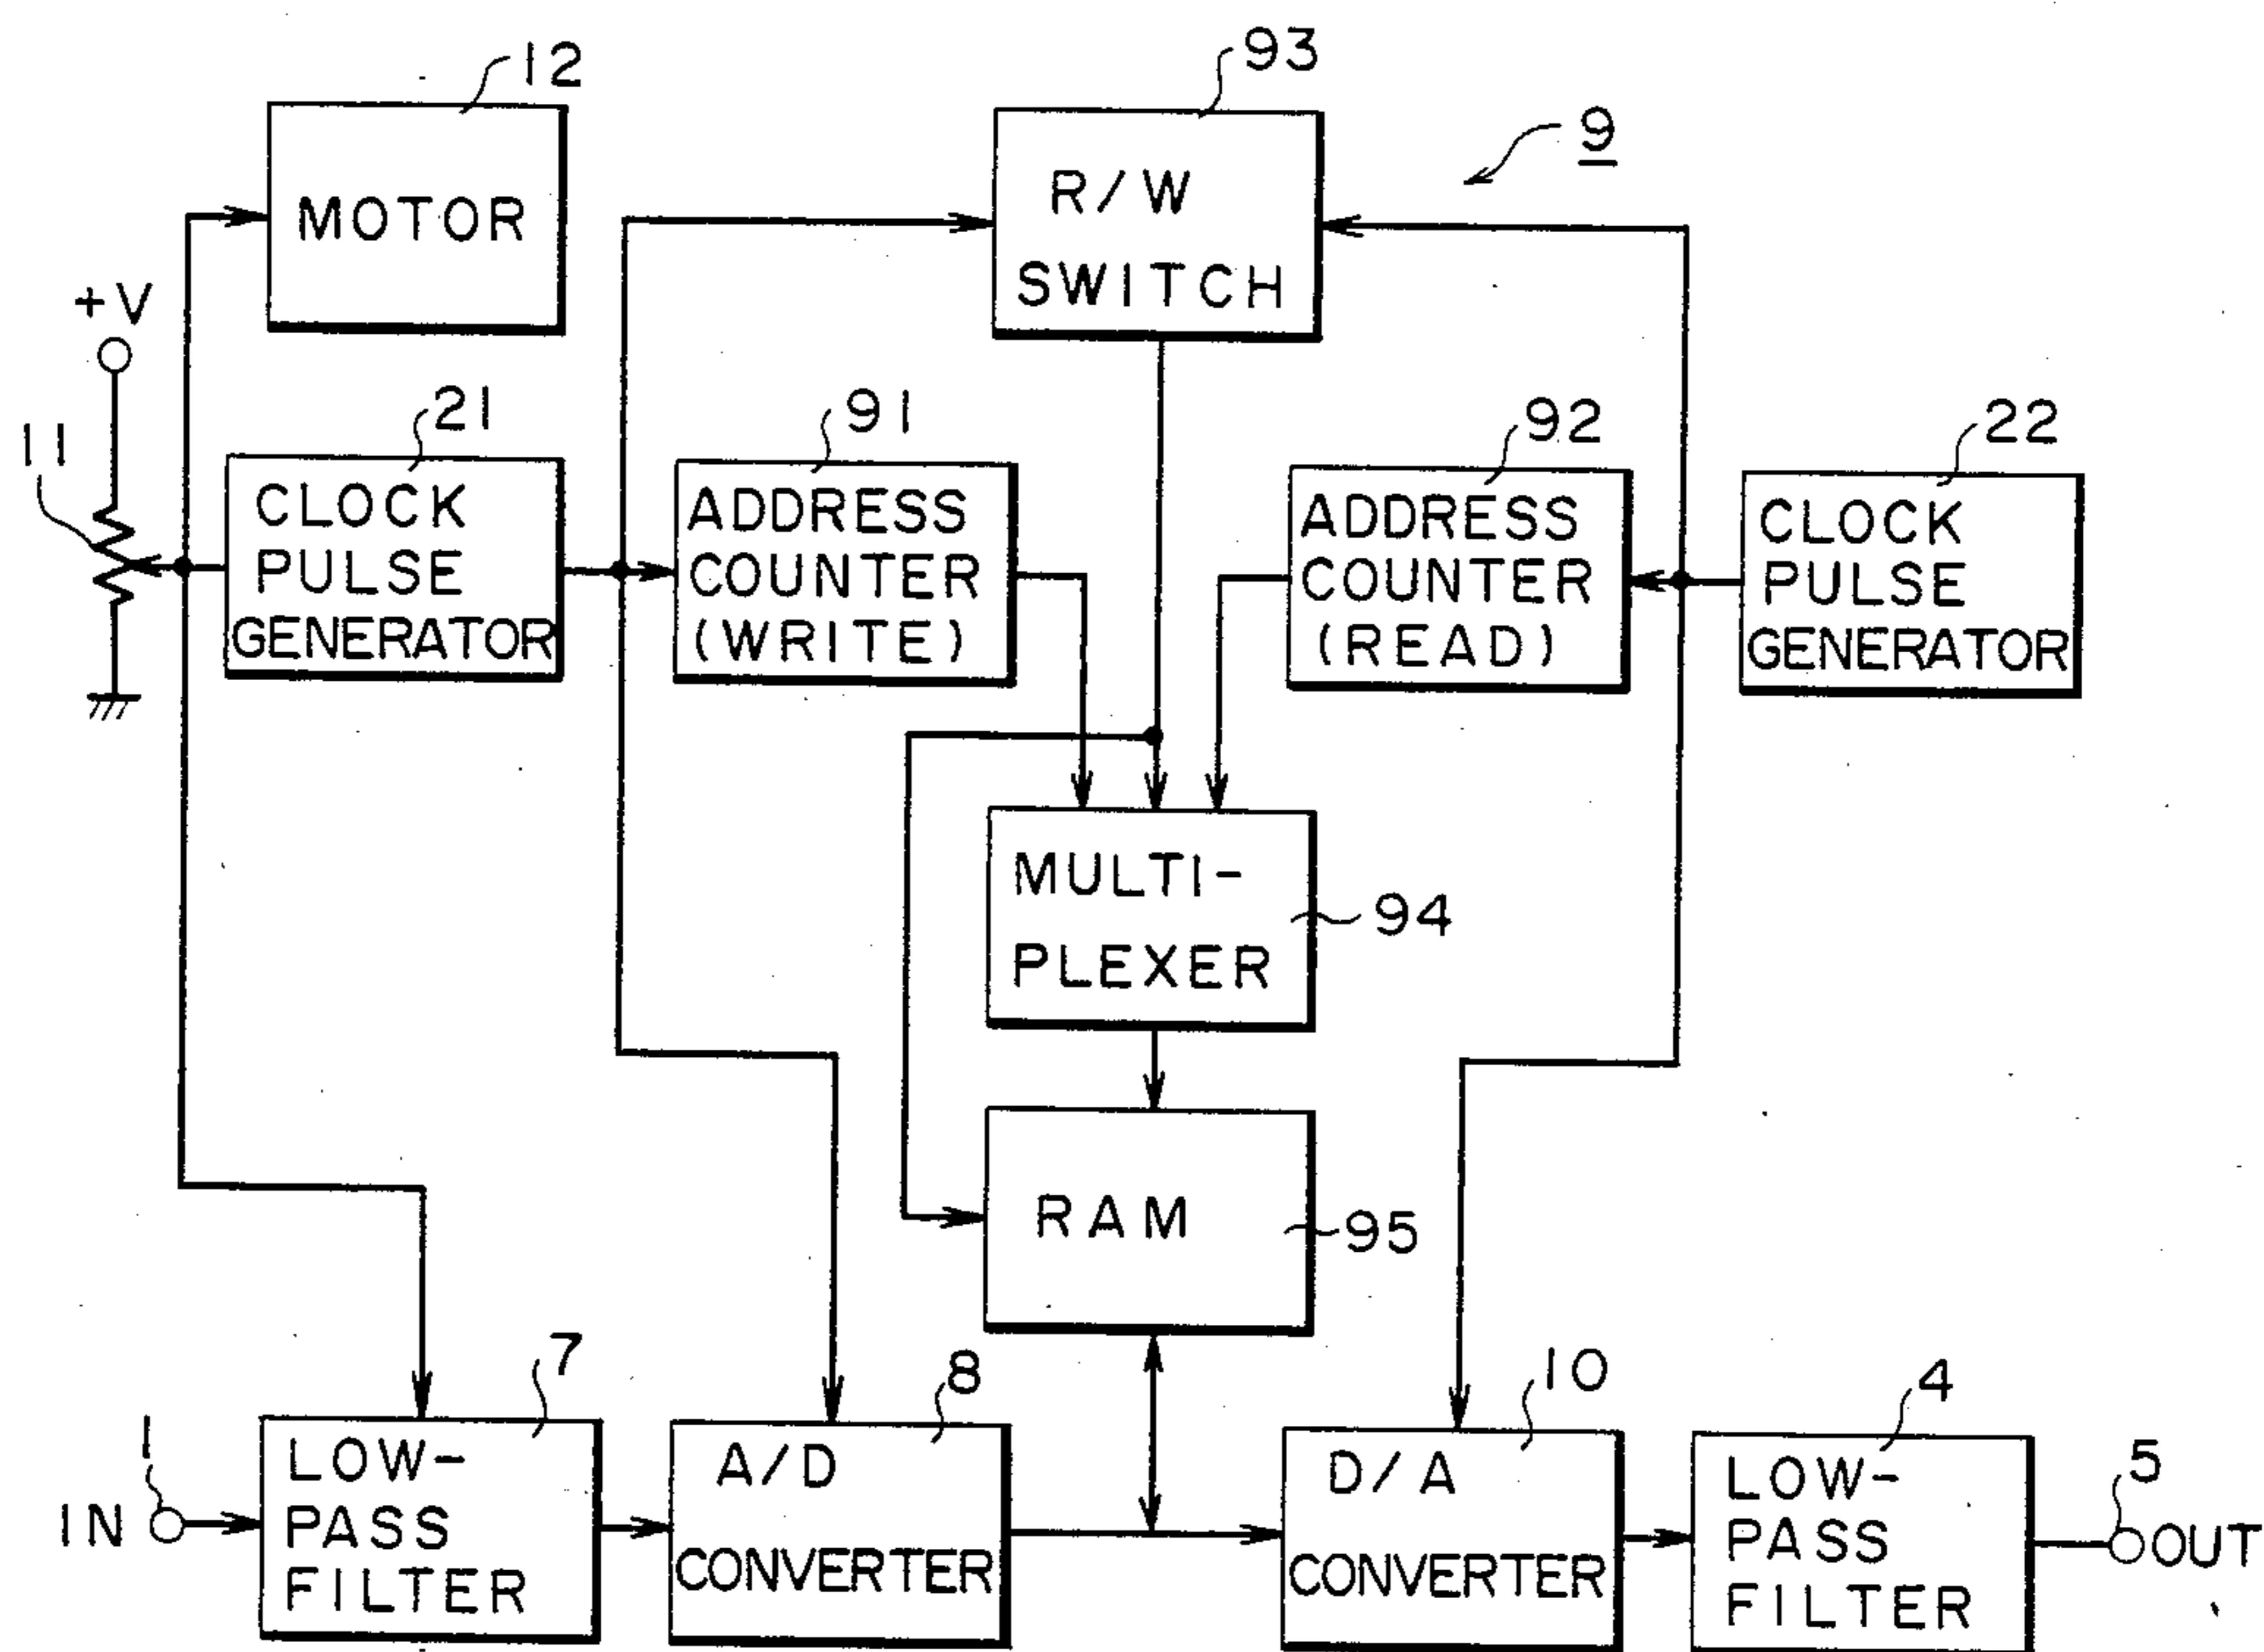 12
93
9
MOTOR
R/W
SWITCH
+V
11
21
91
92
22
CLOCK
PULSE
GENERATOR
ADDRESS
COUNTER
(WRITE)
ADDRESS
COUNTER
(READ)
CLOCK
PULSE
GENERATOR
MULTI-
PLEXER
94
RAM
95
1
7
8
10
4
5
IN
LOW-
PASS
FILTER
A/D
CONVERTER
D/A
CONVERTER
LOW-
PASS
FILTER
OUT